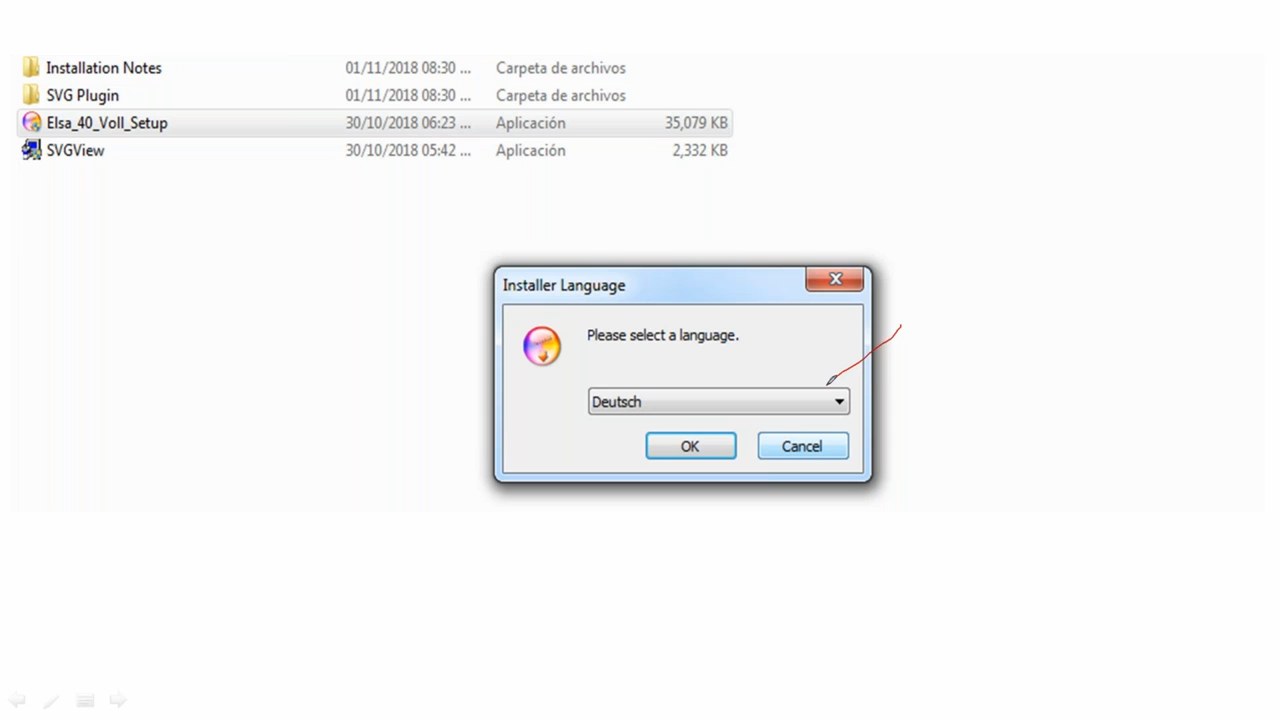 Installation Notes 01/11/2018 08:30 ... Carpeta de archivos
SVG Plugin 01/11/2018 08:30 ... Carpeta de archivos
Elsa_40_Voll_Setup 30/10/2018 06:23 ... Aplicación 35,079 KB
SVGView 30/10/2018 05:42 ... Aplicación 2,332 KB
Installer Language
Please select a language.
Deutsch
OK Cancel